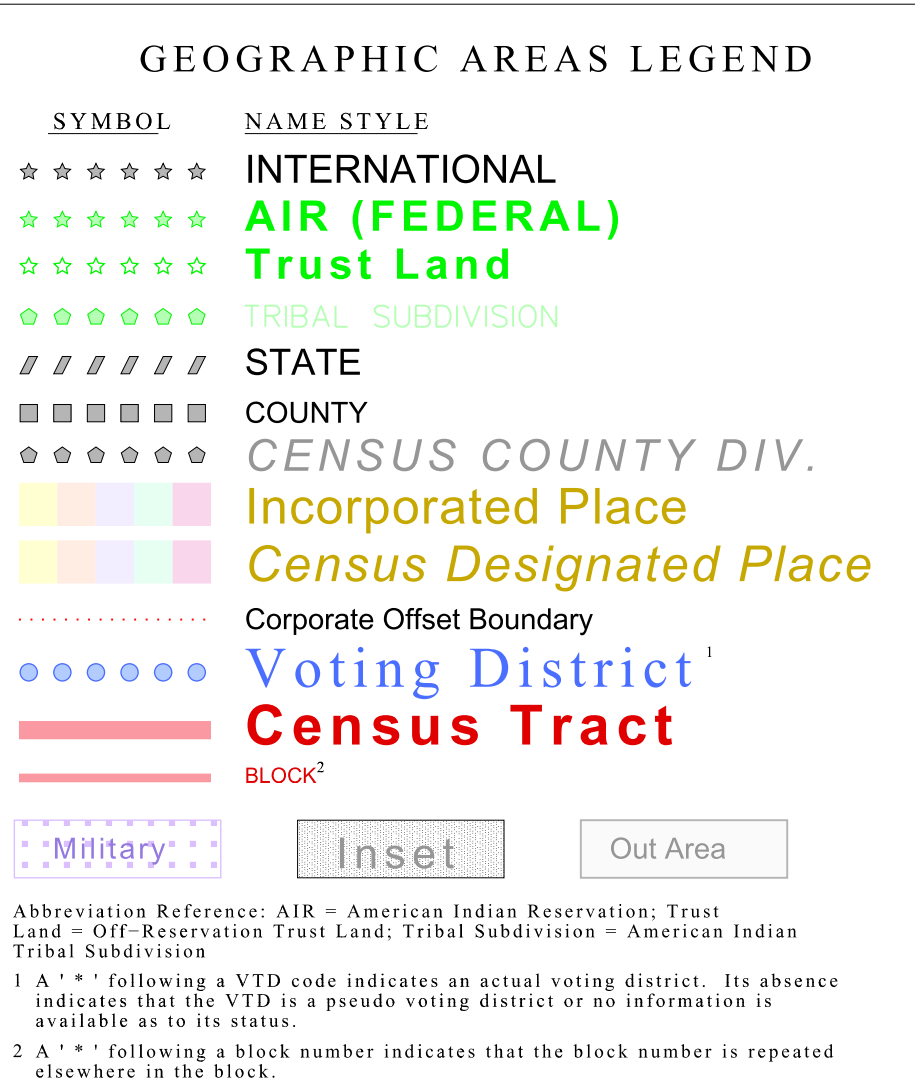 GEOGRAPHIC AREAS LEGEND
SYMBOL NAME STYLE
INTERNATIONAL
AIR (FEDERAL)
Trust Land
TRIBAL SUBDIVISION
STATE
COUNTY
CENSUS COUNTY DIV.
Incorporated Place
Census Designated Place
Corporate Offset Boundary
Voting District 1
Census Tract
BLOCK2
Military Inset Out Area
Abbreviation Reference: AIR = American Indian Reservation; Trust
Land = Off−Reservation Trust Land; Tribal Subdivision = American Indian
Tribal Subdivision
1 A ' * ' following a VTD code indicates an actual voting district. Its absence
indicates that the VTD is a pseudo voting district or no information is
available as to its status.
2 A ' * ' following a block number indicates that the block number is repeated
elsewhere in the block.